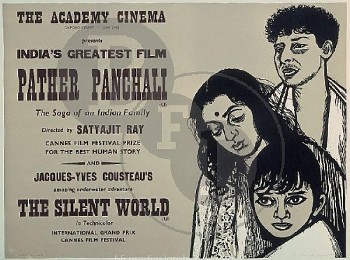 THE ACADEMY CINEMA
presents
INDIA'S GREATEST FILM
PATHER PANCHALI
(U)
The Saga of an Indian Family
Directed by SATYAJIT RAY
CANNES FILM FESTIVAL PRIZE
FOR THE BEST HUMAN STORY
AND
JACQUES-YVES COUSTEAU'S
amazing underwater adventure
THE SILENT WORLD
(U)
in Technicolor
INTERNATIONAL GRAND PRIX
CANNES FILM FESTIVAL